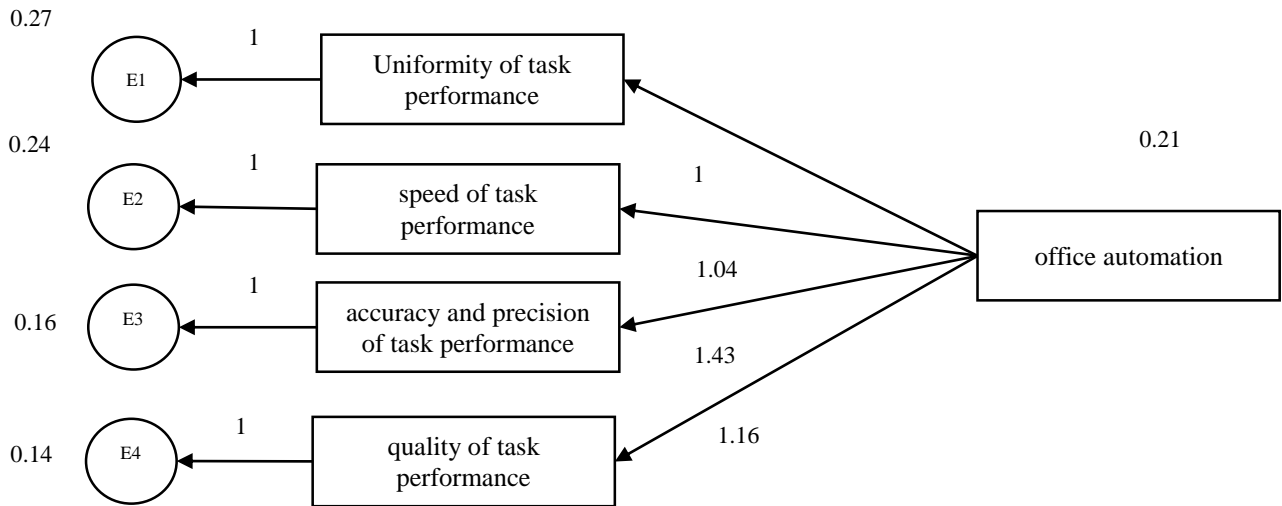 0.27
1
E1
Uniformity of task
performance
0.24
1
E2
speed of task
performance
1
0.21
office automation
1.04
0.16
1
E3
accuracy and precision
of task performance
1.43
0.14
1
E4
quality of task
performance
1.16